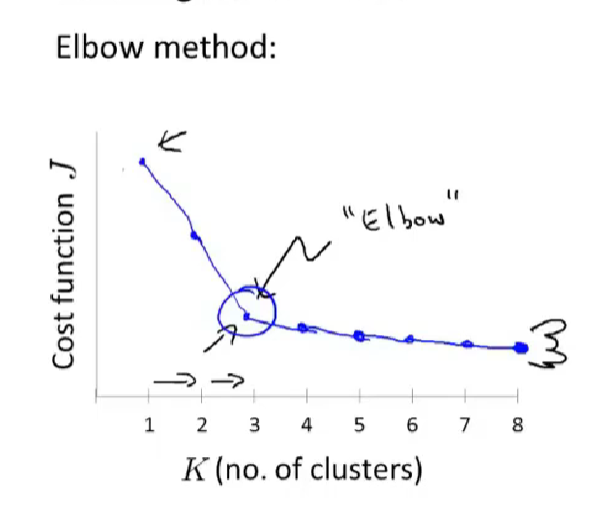 Elbow method:
"Elbow"
Cost function J
1 2 3 4 5 6 7 8
K (no. of clusters)